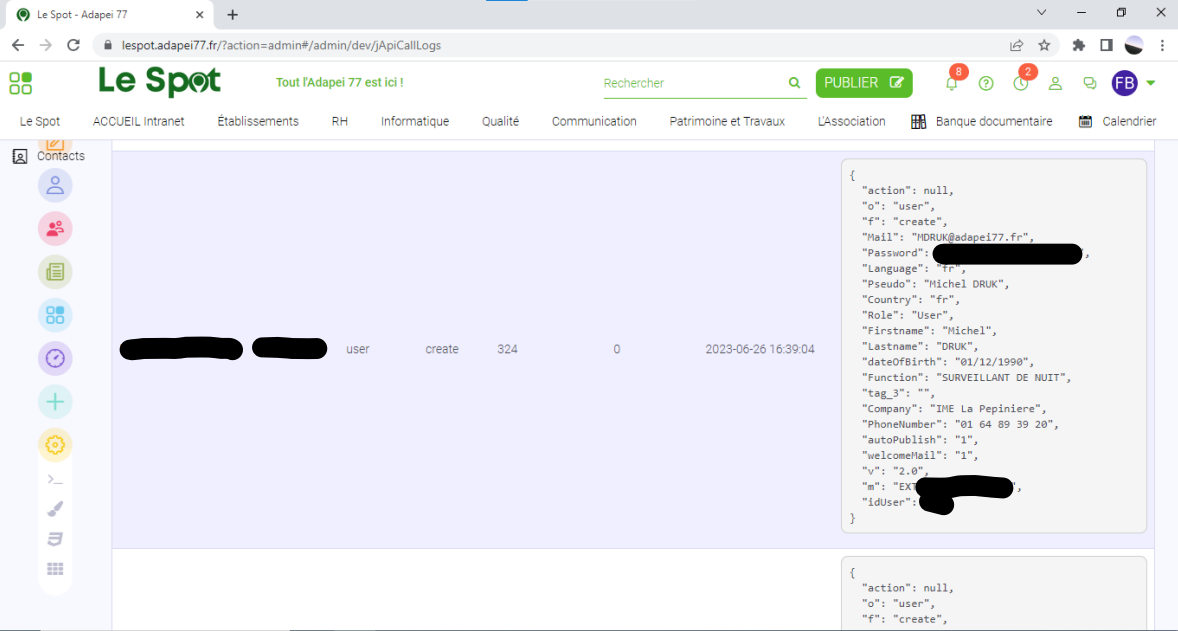 Le Spot - Adapei 77
lespot.adapei77.fr/?action=admin#/admin/dev/jApiCallLogs
Le Spot
Tout l'Adapei 77 est ici !
Rechercher
PUBLIER
8
2
FB
Le Spot
ACCUEIL Intranet
Établissements
RH
Informatique
Qualité
Communication
Patrimoine et Travaux
L'Association
Banque documentaire
Calendrier
Contacts
user
create
324
0
2023-06-26 16:39:04
{
"action": null,
"o": "user",
"f": "create",
"Mail": "MDRUK@adapei77.fr",
"Password": ,
"Language": "fr",
"Pseudo": "Michel DRUK",
"Country": "fr",
"Role": "User",
"Firstname": "Michel",
"Lastname": "DRUK",
"dateOfBirth": "01/12/1990",
"Function": "SURVEILLANT DE NUIT",
"tag_3": "",
"Company": "IME La Pepiniere",
"PhoneNumber": "01 64 89 39 20",
"autoPublish": "1",
"welcomeMail": "1",
"v": "2.0",
"m": "EXT ",
"idUser":
}
{
"action": null,
"o": "user",
"f": "create",